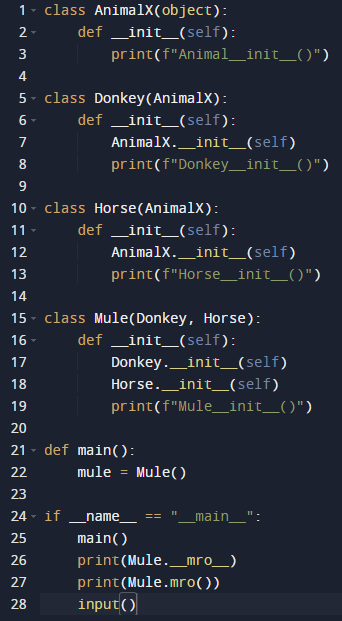 1 class AnimalX(object):
2     def __init__(self):
3         print(f"Animal__init__()")
4
5 class Donkey(AnimalX):
6     def __init__(self):
7         AnimalX.__init__(self)
8         print(f"Donkey__init__()")
9
10 class Horse(AnimalX):
11     def __init__(self):
12         AnimalX.__init__(self)
13         print(f"Horse__init__()")
14
15 class Mule(Donkey, Horse):
16     def __init__(self):
17         Donkey.__init__(self)
18         Horse.__init__(self)
19         print(f"Mule__init__()")
20
21 def main():
22     mule = Mule()
23
24 if __name__ == "__main__":
25     main()
26     print(Mule.__mro__)
27     print(Mule.mro())
28     input()